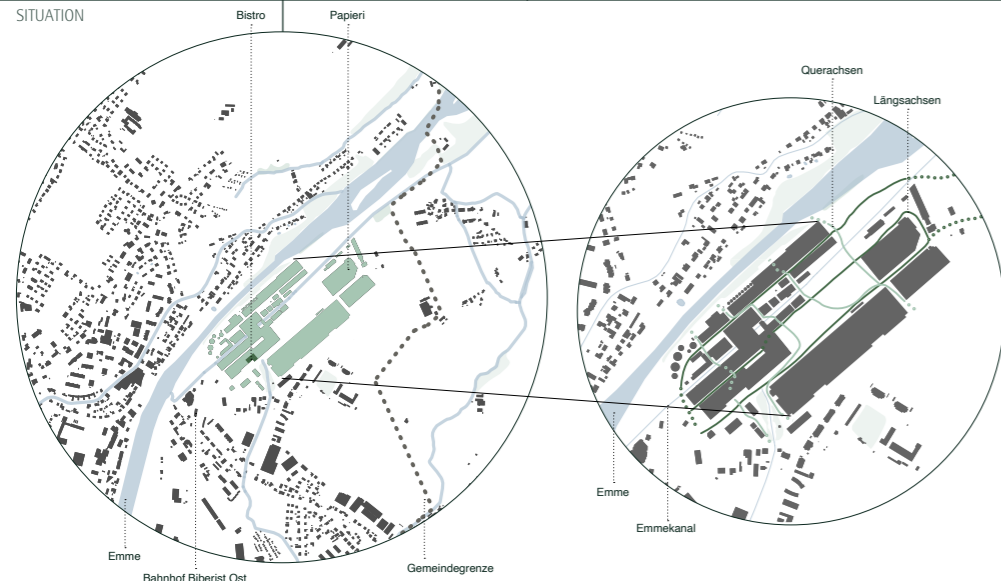 SITUATION
Bistro
Papieri
Querachsen
Längsachsen
Emme
Emmekanal
Emme
Gemeindegrenze
Bahnhof Biberist Ost